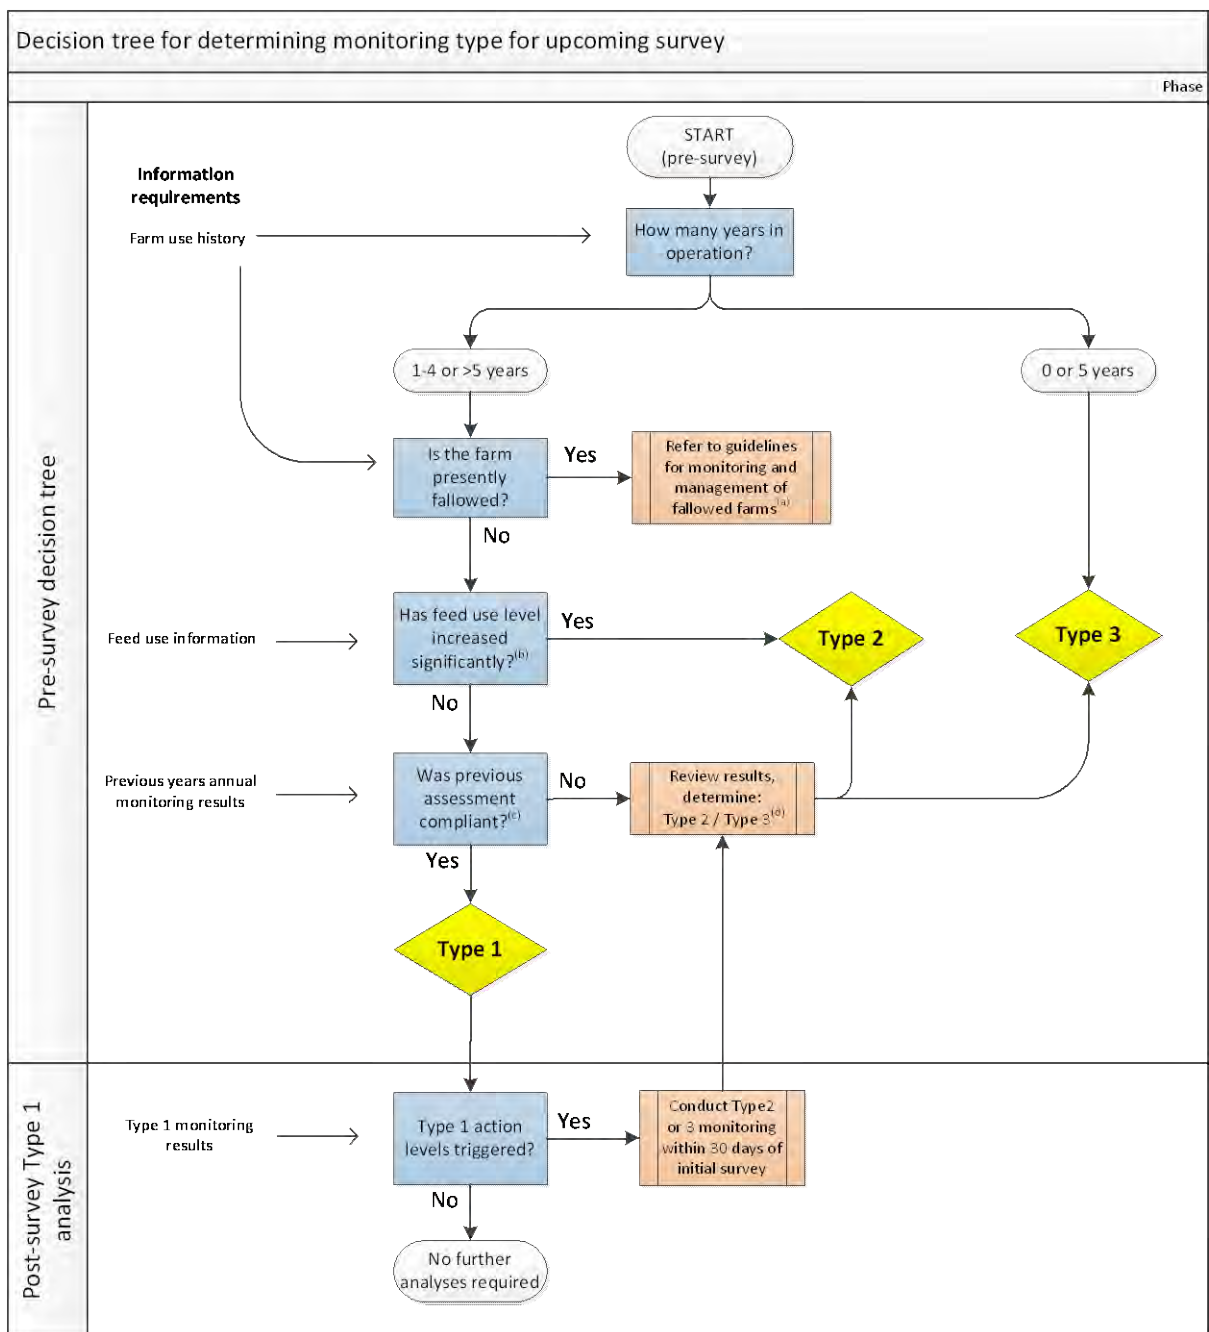 Decision tree for determining monitoring type for upcoming survey
Phase
Pre-survey decision tree
START
(pre-survey)
Information
requirements
Farm use history
How many years in
operation?
1-4 or >5 years
0 or 5 years
Is the farm
presently
fallowed?
Yes
Refer to guidelines
for monitoring and
management of
fallowed farms(a)
No
Feed use information
Has feed use level
increased
significantly?(b)
Yes
Type 2
Type 3
No
Previous years annual
monitoring results
Was previous
assessment
compliant?(c)
No
Review results,
determine:
Type 2 / Type 3(d)
Yes
Type 1
Post-survey Type 1
analysis
Type 1 monitoring
results
Type 1 action
levels triggered?
Yes
Conduct Type2
or 3 monitoring
within 30 days of
initial survey
No
No further
analyses required